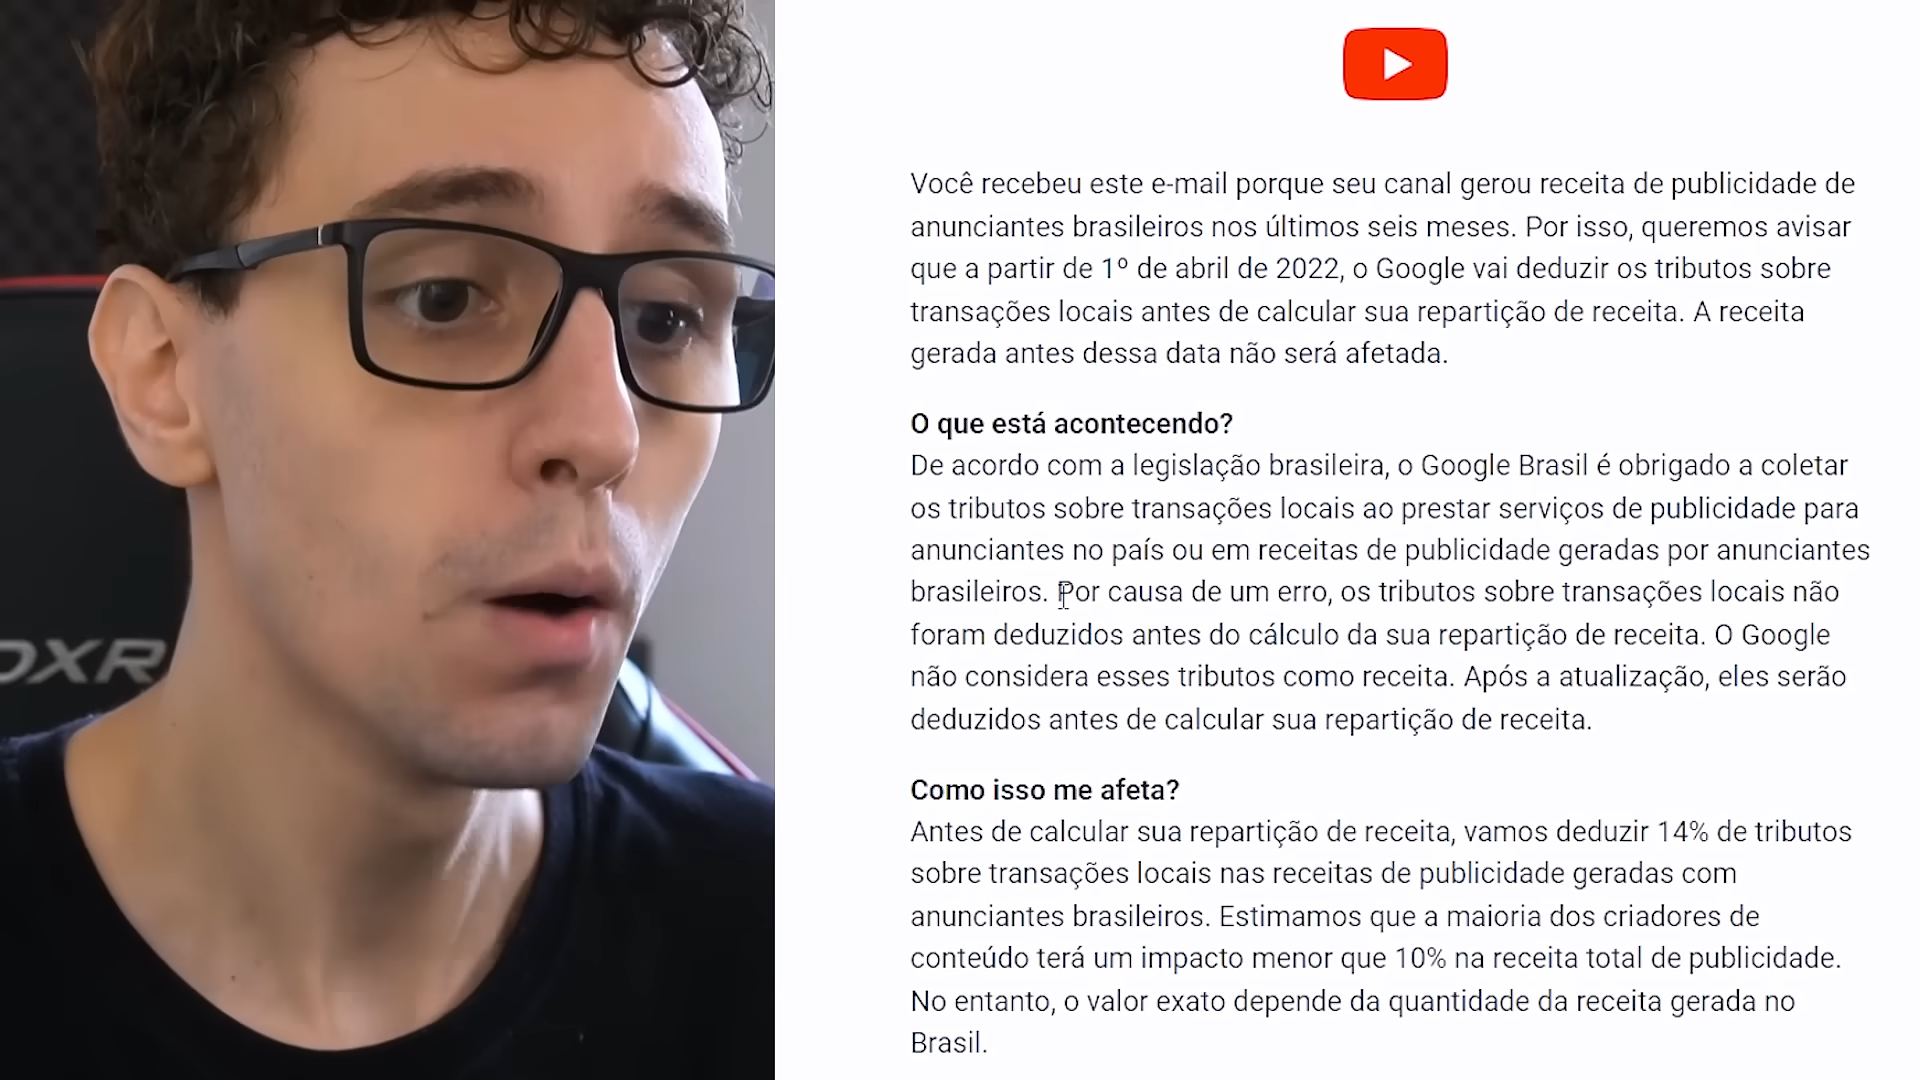 Você recebeu este e-mail porque seu canal gerou receita de publicidade de
anunciantes brasileiros nos últimos seis meses. Por isso, queremos avisar
que a partir de 1º de abril de 2022, o Google vai deduzir os tributos sobre
transações locais antes de calcular sua repartição de receita. A receita
gerada antes dessa data não será afetada.
O que está acontecendo?
De acordo com a legislação brasileira, o Google Brasil é obrigado a coletar
os tributos sobre transações locais ao prestar serviços de publicidade para
anunciantes no país ou em receitas de publicidade geradas por anunciantes
brasileiros. Por causa de um erro, os tributos sobre transações locais não
foram deduzidos antes do cálculo da sua repartição de receita. O Google
não considera esses tributos como receita. Após a atualização, eles serão
deduzidos antes de calcular sua repartição de receita.
Como isso me afeta?
Antes de calcular sua repartição de receita, vamos deduzir 14% de tributos
sobre transações locais nas receitas de publicidade geradas com
anunciantes brasileiros. Estimamos que a maioria dos criadores de
conteúdo terá um impacto menor que 10% na receita total de publicidade.
No entanto, o valor exato depende da quantidade da receita gerada no
Brasil.
DXR